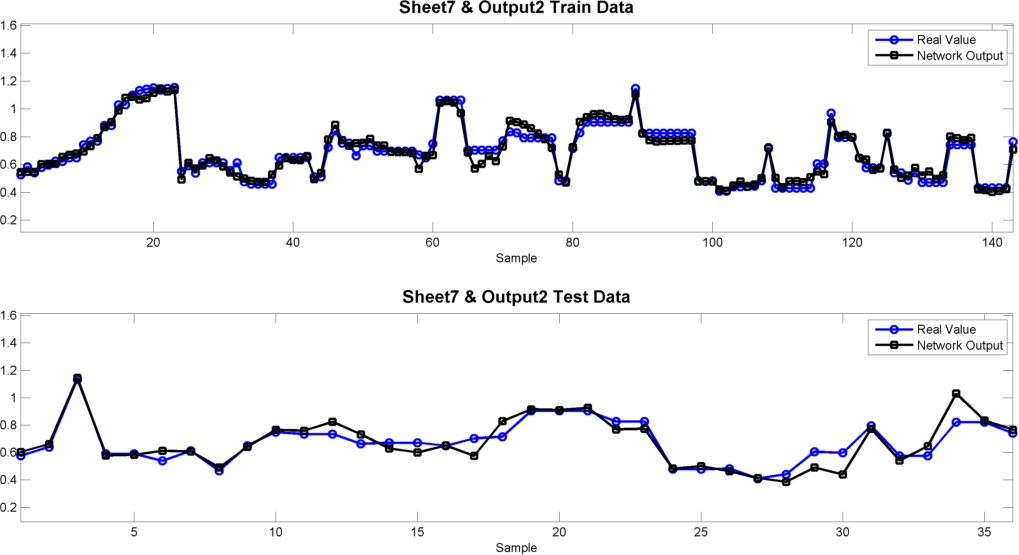 Sheet7 & Output2 Train Data
1.6
1.4
1.2
1
0.8
0.6
0.4
0.2
Real Value
Network Output
20 40 60 80 100 120 140
Sample
Sheet7 & Output2 Test Data
1.6
1.4
1.2
1
0.8
0.6
0.4
0.2
Real Value
Network Output
5 10 15 20 25 30 35
Sample